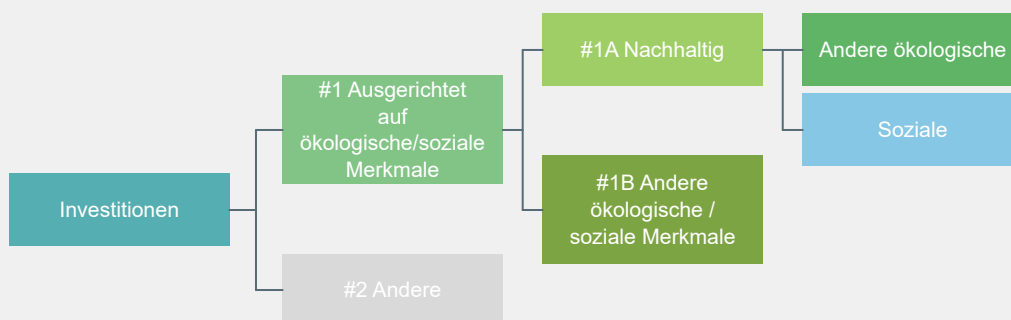 Investitionen
#1 Ausgerichtet
auf
ökologische/soziale
Merkmale
#2 Andere
#1A Nachhaltig
#1B Andere
ökologische /
soziale Merkmale
Andere ökologische
Soziale